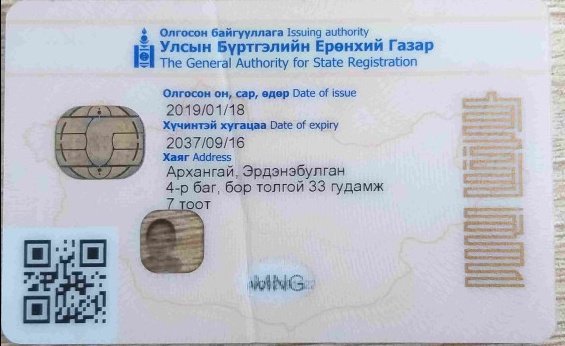 Олгосон байгууллага Issuing authority
Улсын Бүртгэлийн Ерөнхий Газар
The General Authority for State Registration
Олгосон он, сар, өдөр Date of issue
2019/01/18
Хүчинтэй хугацаа Date of expiry
2037/09/16
Хаяг Address
Архангай, Эрдэнэбулган
4-р баг, бор толгой 33 гудамж
7 тоот
MNG